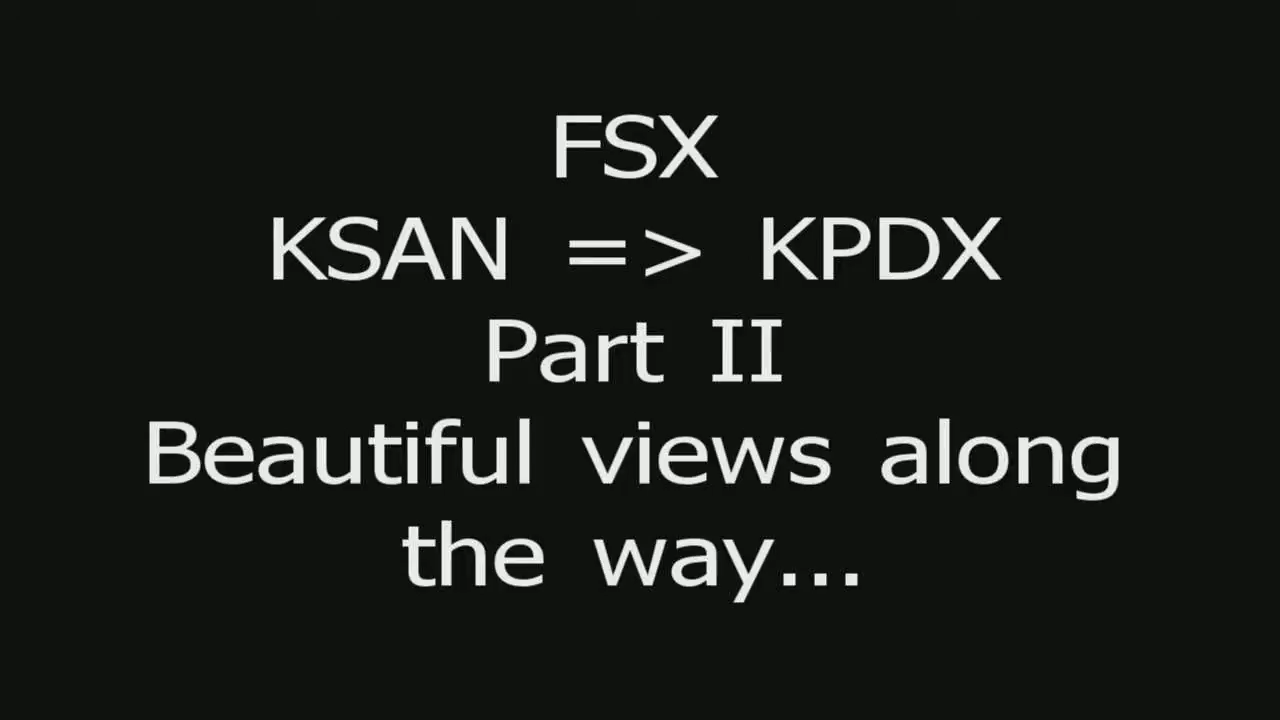 FSX
KSAN => KPDX
Part II
Beautiful views along
the way...